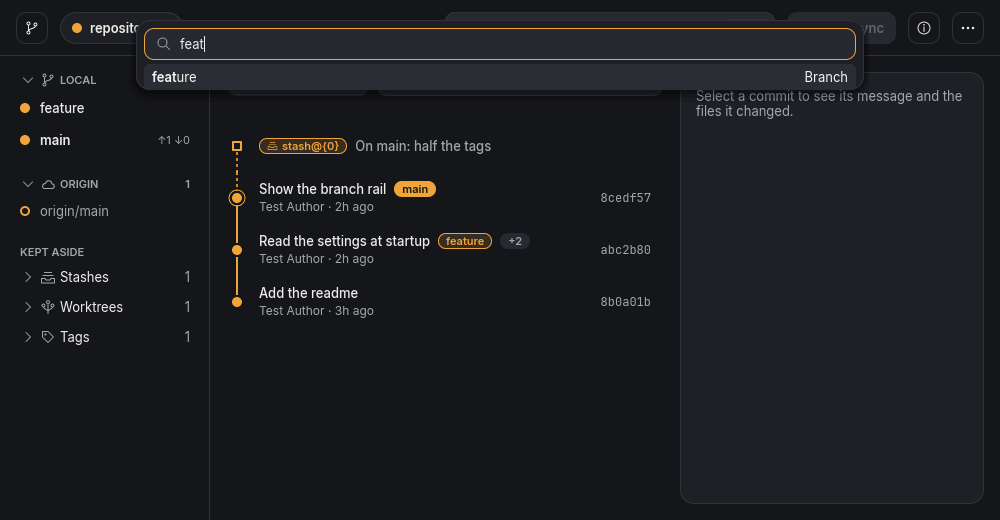 feat
feature Branch
LOCAL
feature
main ↑1 ↓0
ORIGIN 1
origin/main
KEPT ASIDE
Stashes 1
Worktrees 1
Tags 1
stash@{0} On main: half the tags
Show the branch rail main
Test Author · 2h ago
8cedf57
Read the settings at startup feature +2
Test Author · 2h ago
abc2b80
Add the readme
Test Author · 3h ago
8b0a01b
Select a commit to see its message and the
files it changed.